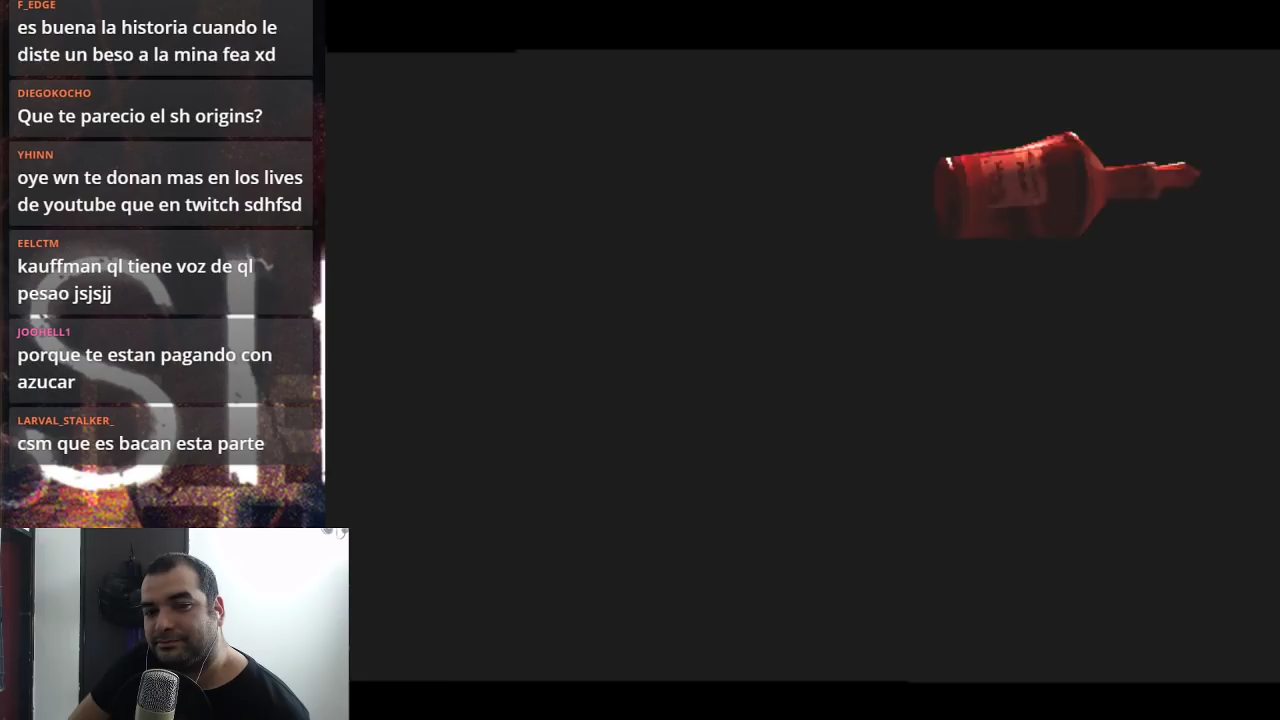 F_EDGE
es buena la historia cuando le
diste un beso a la mina fea xd
DIEGOKOCHO
Que te parecio el sh origins?
YHINN
oye wn te donan mas en los lives
de youtube que en twitch sdhfsd
EELCTM
kauffman ql tiene voz de ql
pesao jsjsjj
JOOHELL1
porque te estan pagando con
azucar
LARVAL_STALKER_
csm que es bacan esta parte